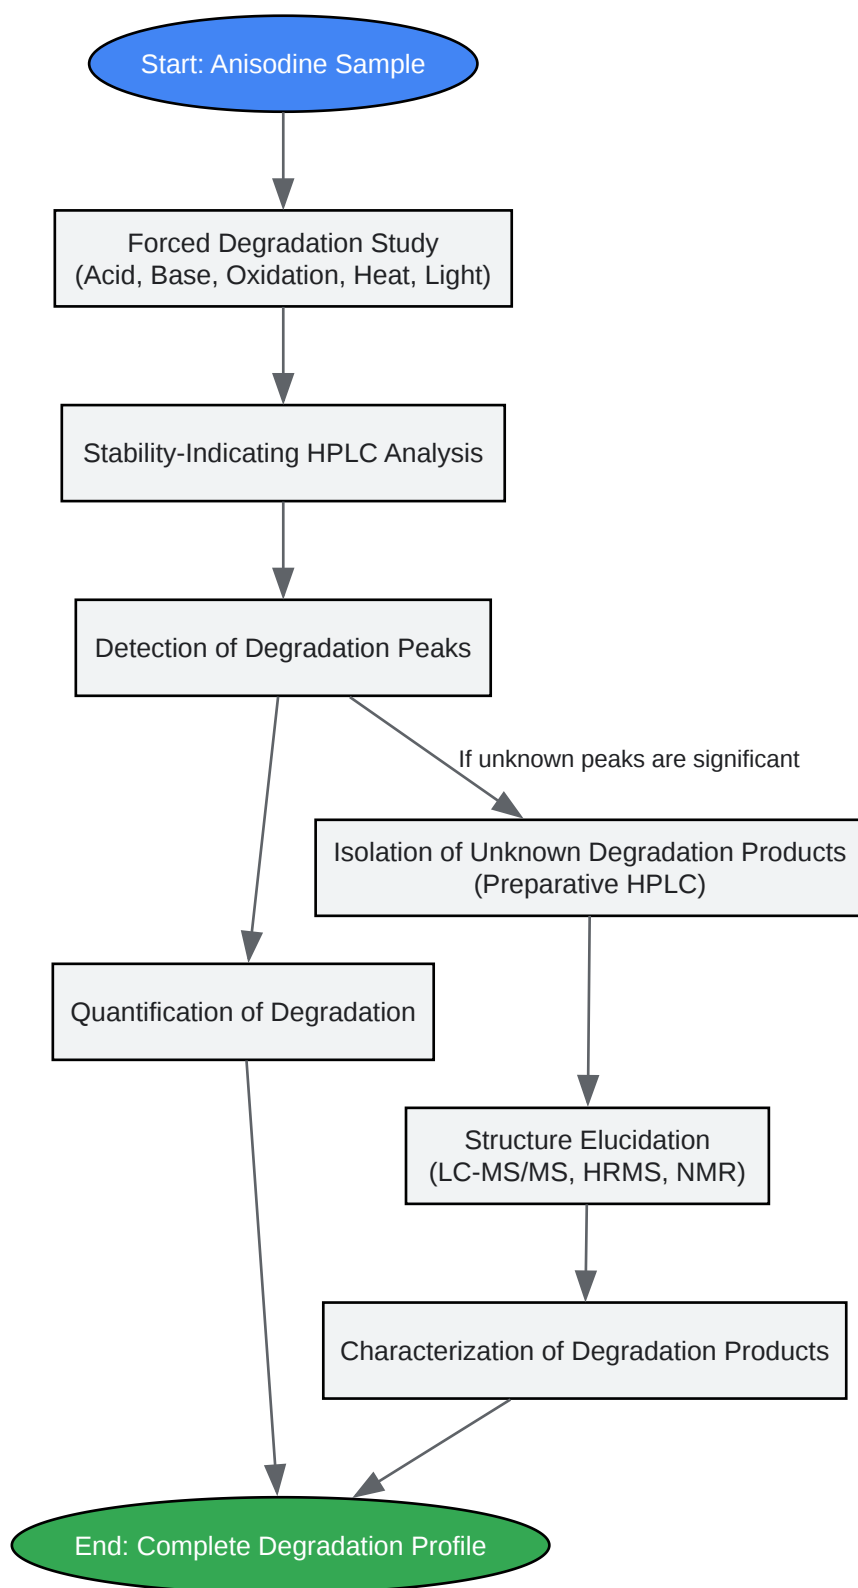 Start: Anisodine Sample
Forced Degradation Study
(Acid, Base, Oxidation, Heat, Light)
Stability-Indicating HPLC Analysis
Detection of Degradation Peaks
If unknown peaks are significant
Isolation of Unknown Degradation Products
(Preparative HPLC)
Quantification of Degradation
Structure Elucidation
(LC-MS/MS, HRMS, NMR)
Characterization of Degradation Products
End: Complete Degradation Profile